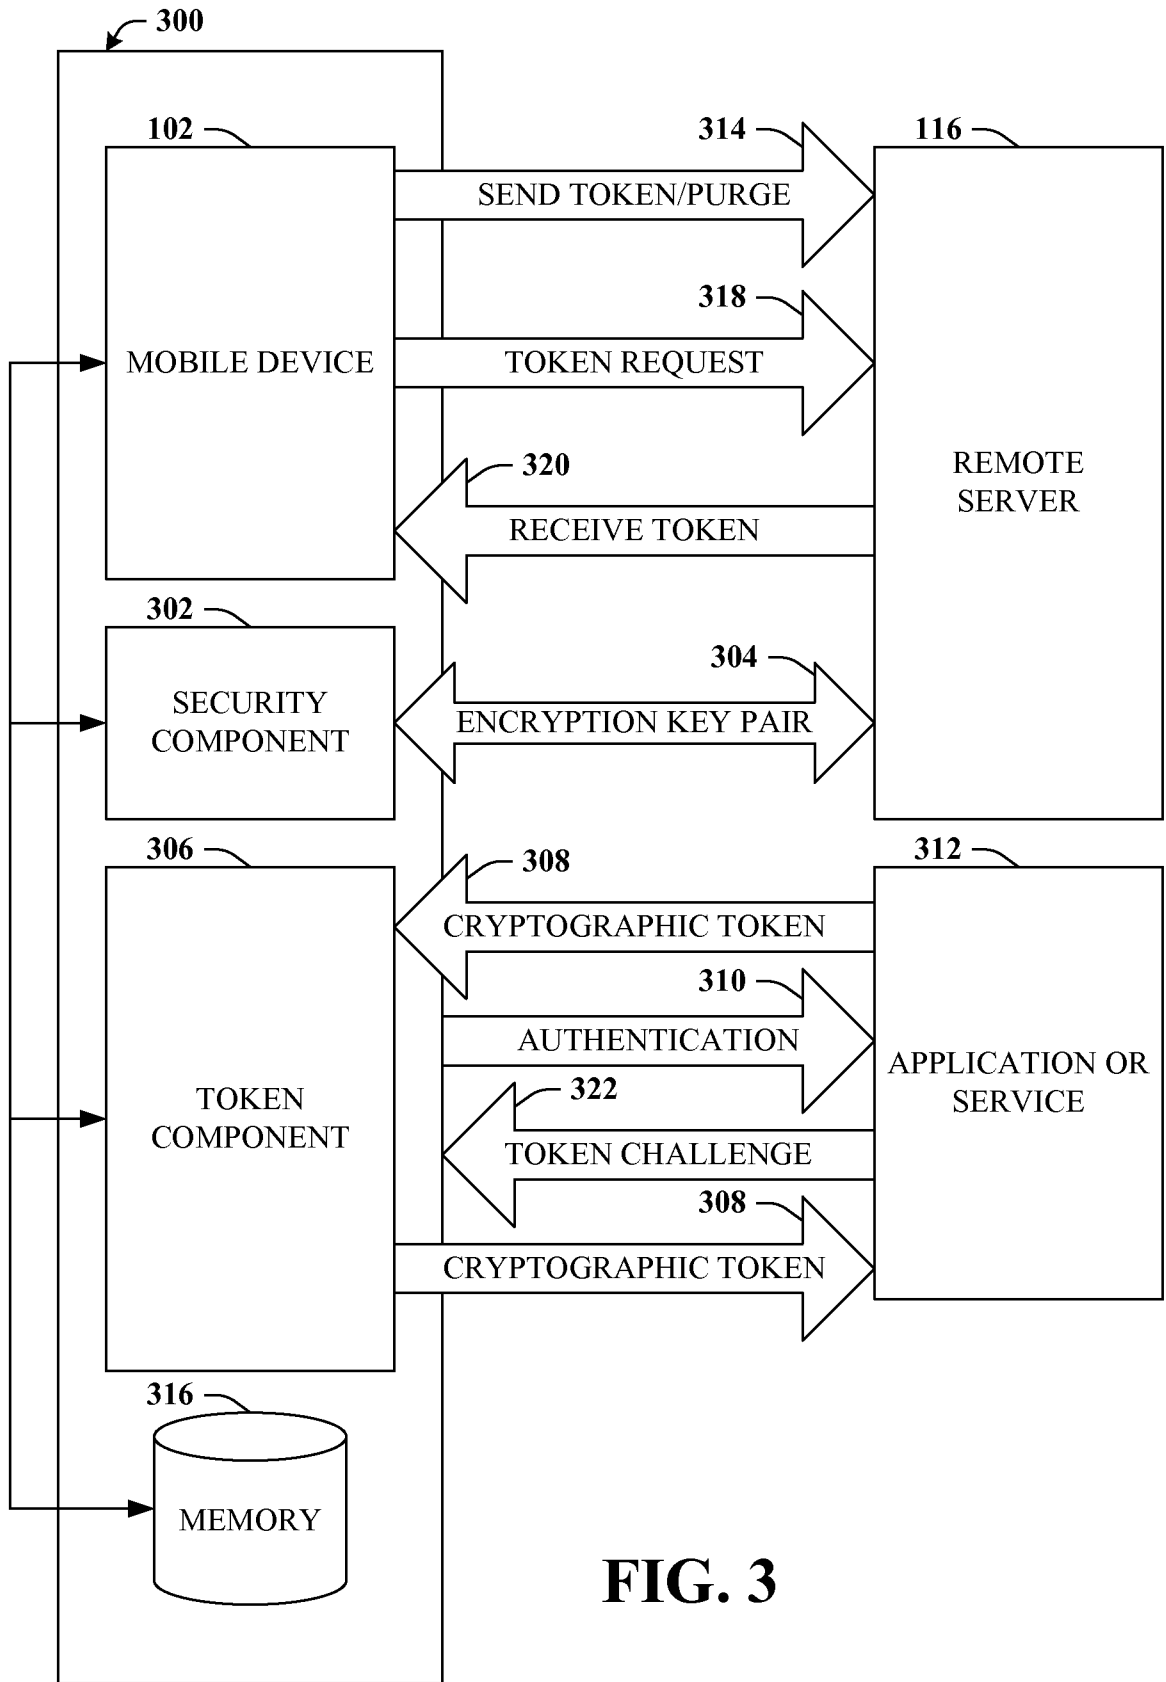 300
102
314
116
SEND TOKEN/PURGE
318
MOBILE DEVICE
TOKEN REQUEST
320
REMOTE
SERVER
RECEIVE TOKEN
302
304
SECURITY
COMPONENT
ENCRYPTION KEY PAIR
306
308
312
CRYPTOGRAPHIC TOKEN
310
AUTHENTICATION
APPLICATION OR
SERVICE
322
TOKEN
COMPONENT
TOKEN CHALLENGE
308
CRYPTOGRAPHIC TOKEN
316
MEMORY
FIG. 3